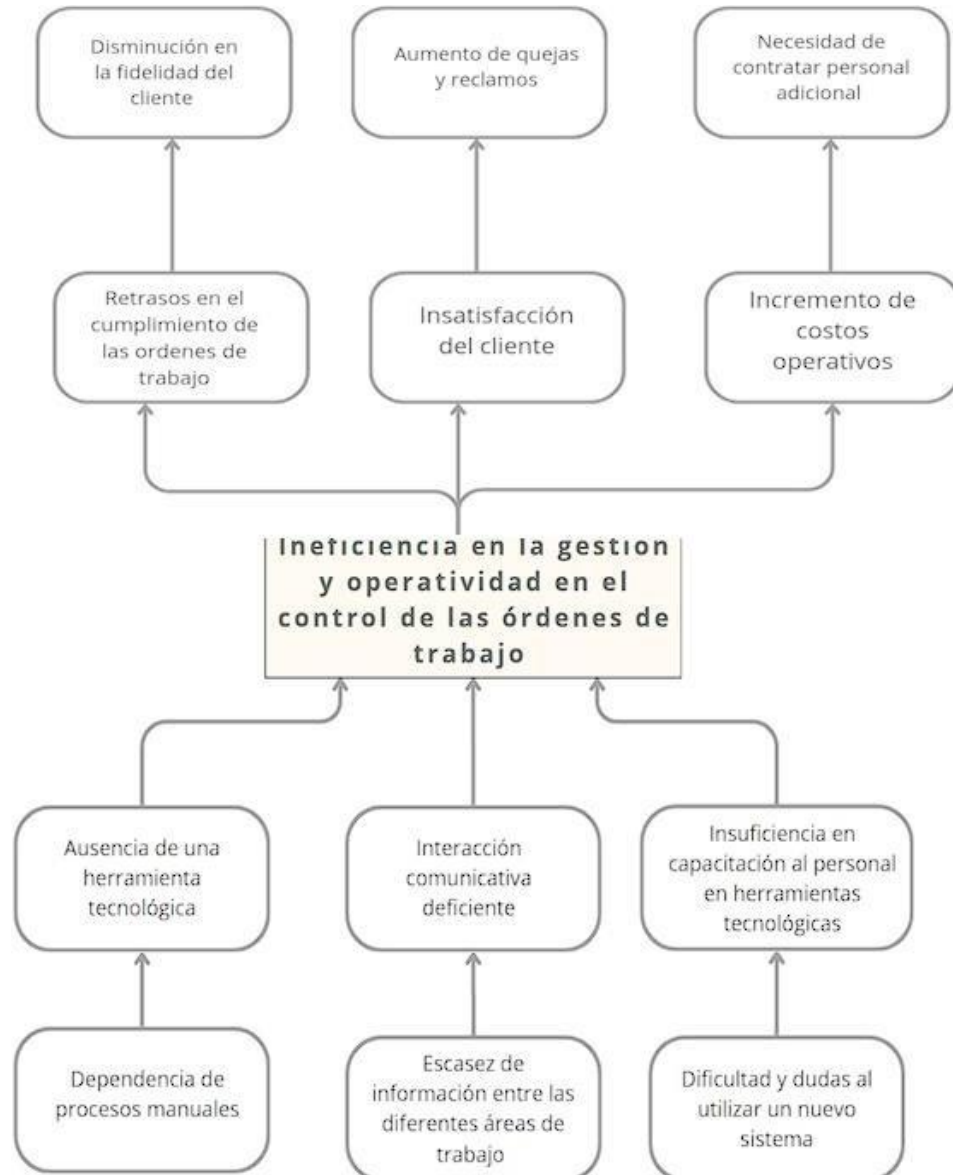 Disminución en
la fidelidad del
cliente
Aumento de quejas
y reclamos
Necesidad de
contratar personal
adicional
Retrasos en el
cumplimiento de
las ordenes de
trabajo
Insatisfacción
del cliente
Incremento de
costos
operativos
Ineficiencia en la gestión
y operatividad en el
control de las órdenes de
trabajo
Ausencia de una
herramienta
tecnológica
Interacción
comunicativa
deficiente
Insuficiencia en
capacitación al personal
en herramientas
tecnológicas
Dependencia de
procesos manuales
Escasez de
información entre las
diferentes áreas de
trabajo
Dificultad y dudas al
utilizar un nuevo
sistema